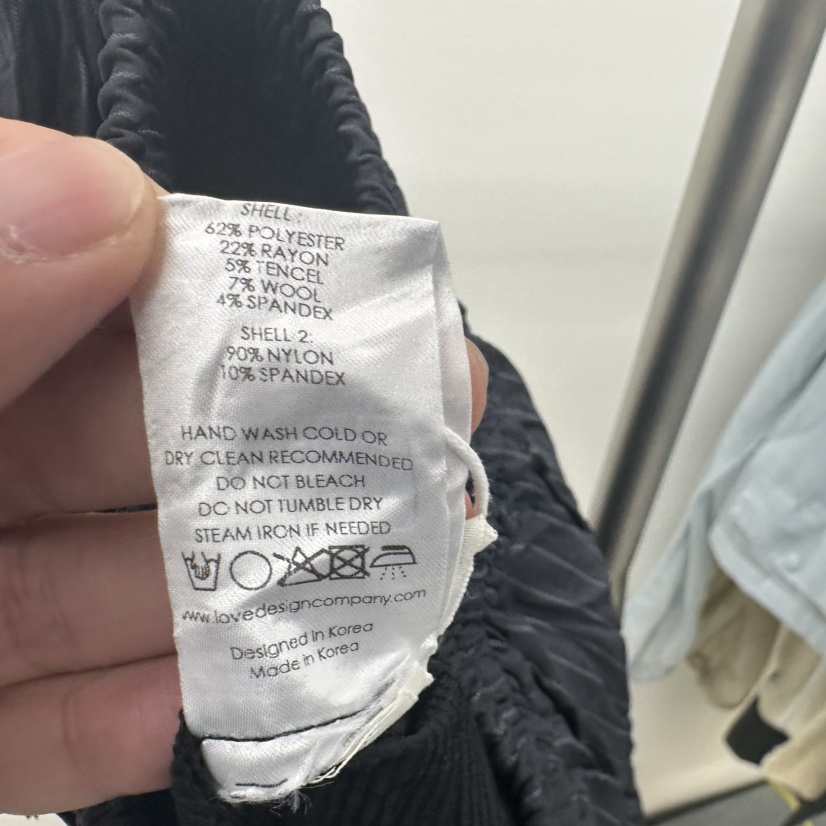 SHELL :
62% POLYESTER
22% RAYON
5% TENCEL
7% WOOL
4% SPANDEX
SHELL 2:
90% NYLON
10% SPANDEX
HAND WASH COLD OR
DRY CLEAN RECOMMENDED
DO NOT BLEACH
DO NOT TUMBLE DRY
STEAM IRON IF NEEDED
www.lovedesigncompany.com
Designed In Korea
Made in Korea